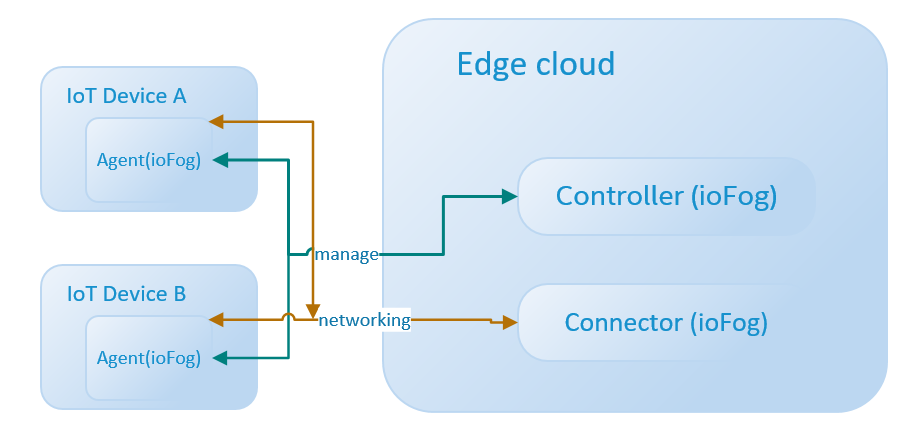 Edge cloud
IoT Device A
Agent(ioFog)
Controller (ioFog)
manage
IoT Device B
networking
Connector (ioFog)
Agent(ioFog)